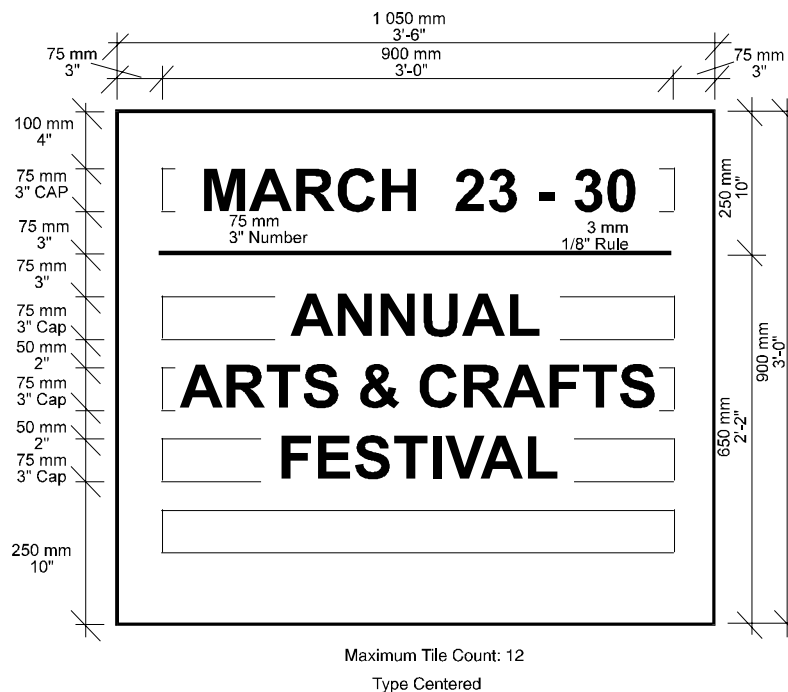 1 050 mm
3'-6"
75 mm
3"
900 mm
3'-0"
75 mm
3"
100 mm
4"
75 mm
3" CAP
75 mm
3"
75 mm
3"
75 mm
3" Cap
50 mm
2"
75 mm
3" Cap
50 mm
2"
75 mm
3" Cap
250 mm
10"
MARCH 23 - 30
75 mm
3" Number
3 mm
1/8" Rule
ANNUAL
ARTS & CRAFTS
FESTIVAL
250 mm
10"
650 mm
2'-2"
900 mm
3'-0"
Maximum Tile Count: 12
Type Centered